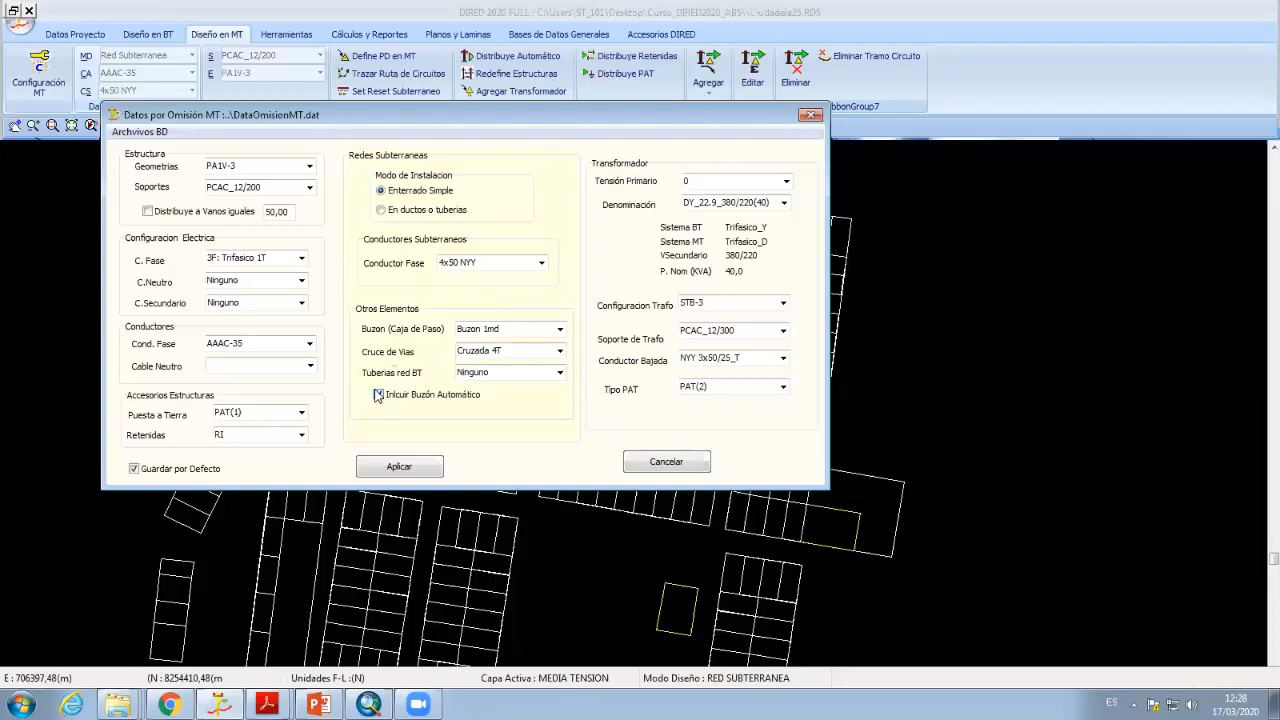 DIRED 2020 FULL : C:\Users\ST_101\Desktop\Curso_DIRED2020_ABS\\Ciudadela25.RDS
Datos Proyecto
Diseño en BT
Diseño en MT
Herramientas
Cálculos y Reportes
Planos y Laminas
Bases de Datos Generales
Accesorios DIRED
Configuración
MT
MD Red Subterranea
CA AAAC-35
CS 4x50 NYY
S PCAC_12/200
E PA1V-3
Define PD en MT
Trazar Ruta de Circuitos
Set Reset Subterraneo
Distribuye Automático
Redefine Estructuras
Agregar Transformador
Distribuye Retenidas
Distribuye PAT
Agregar
Editar
Eliminar
Eliminar Tramo Circuito
bbonGroup7
Datos por Omisión MT :..\DataOmisionMT.dat
Archivos BD
Estructura
Geometrias PA1V-3
Soportes PCAC_12/200
Distribuye a Vanos iguales 50,00
Configuracion Electrica
C. Fase 3F: Trifasico 1T
C.Neutro Ninguno
C.Secundario Ninguno
Conductores
Cond. Fase AAAC-35
Cable Neutro
Accesorios Estructuras
Puesta a Tierra PAT(1)
Retenidas RI
Guardar por Defecto
Redes Subterraneas
Modo de Instalacion
Enterrado Simple
En ductos o tuberias
Conductores Subterraneos
Conductor Fase 4x50 NYY
Otros Elementos
Buzon (Caja de Paso) Buzon 1md
Cruce de Vias Cruzada 4T
Tuberias red BT Ninguno
Inlcuir Buzón Automático
Aplicar
Transformador
Tensión Primario 0
Denominación DY_22.9_380/220(40)
Sistema BT Trifasico_Y
Sistema MT Trifasico_D
VSecundario 380/220
P. Nom (KVA) 40,0
Configuracion Trafo STB-3
Soporte de Trafo PCAC_12/300
Conductor Bajada NYY 3x50/25_T
Tipo PAT PAT(2)
Cancelar
E : 706397,48(m)
(N : 8254410,48(m)
Unidades F-L :(N)
Capa Activa : MEDIA TENSION
Modo Diseño : RED SUBTERRANEA
ES
12:28
17/03/2020